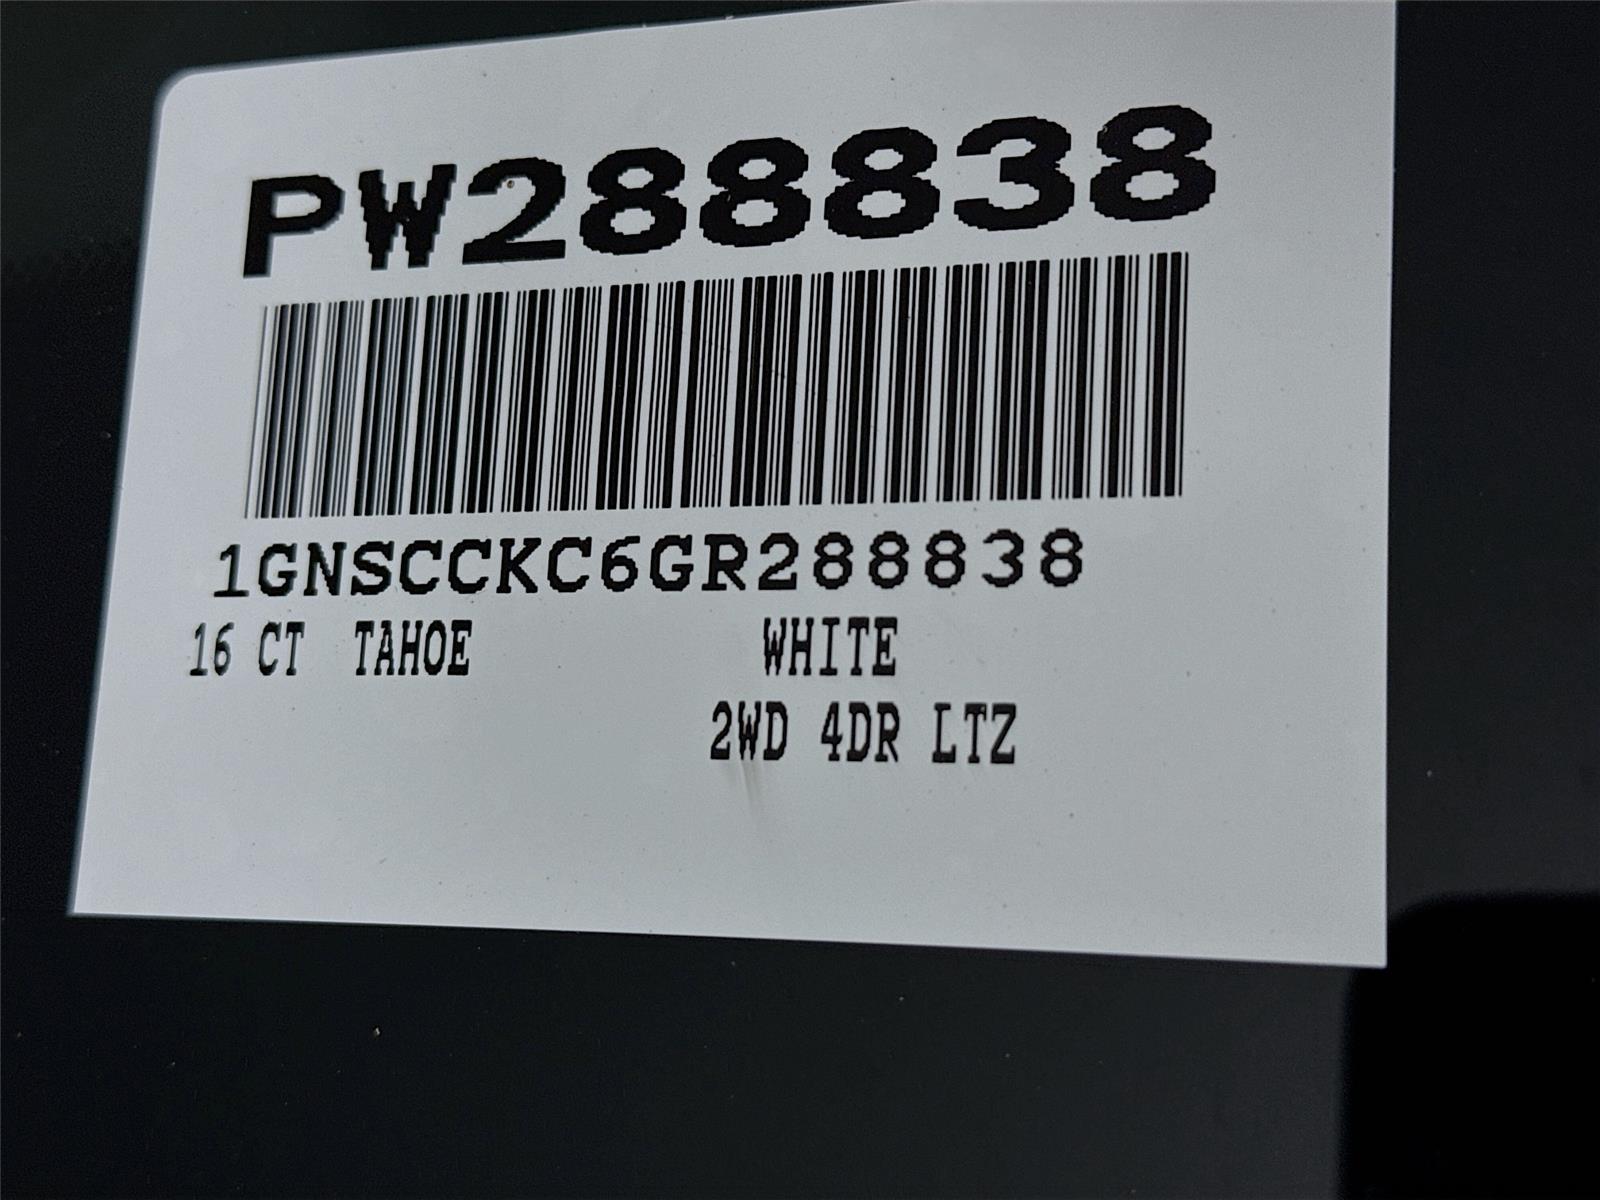 PW288838
1GNSCCKC6GR288838
16 CT TAHOE WHITE
2WD 4DR LTZ